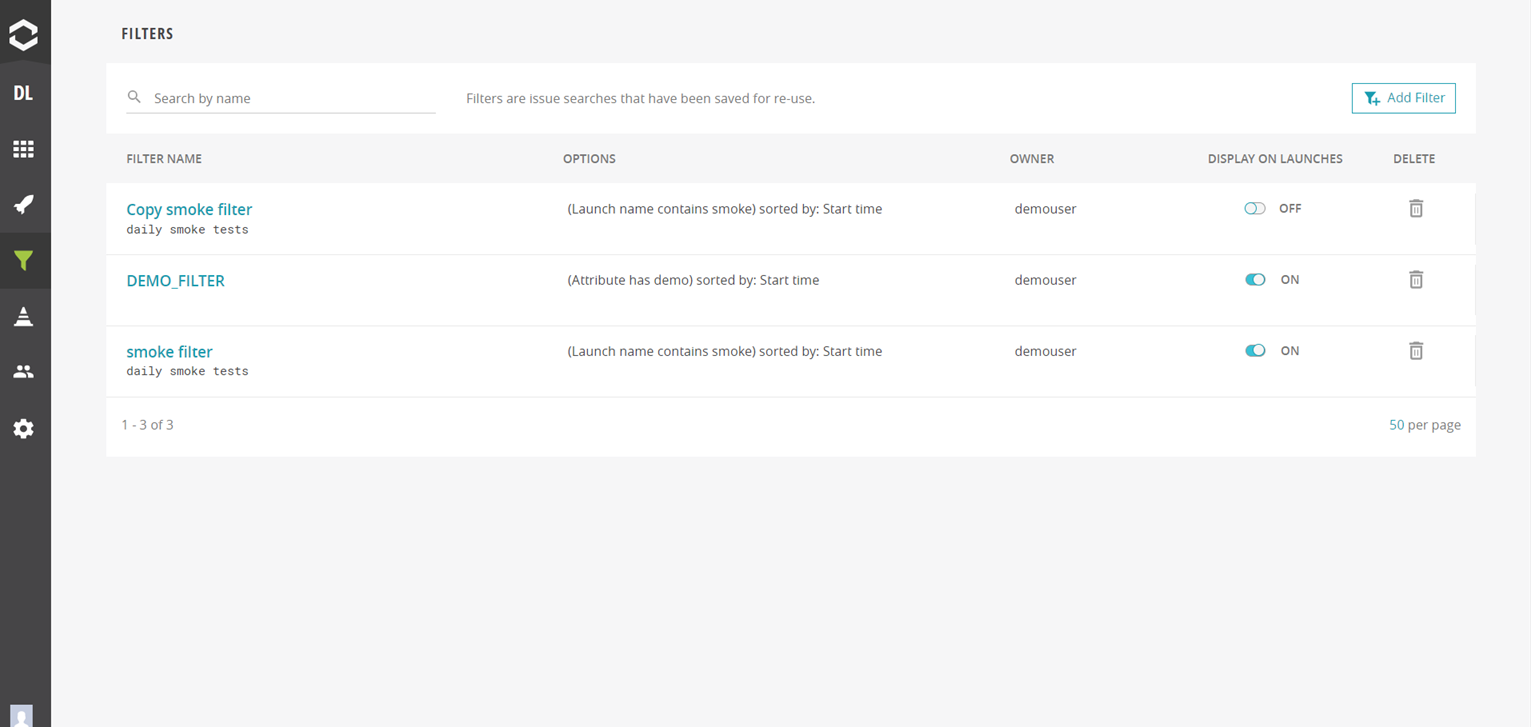 FILTERS
DL
Search by name
Filters are issue searches that have been saved for re-use.
Add Filter
FILTER NAME OPTIONS OWNER DISPLAY ON LAUNCHES DELETE
Copy smoke filter (Launch name contains smoke) sorted by: Start time demouser OFF
daily smoke tests
DEMO_FILTER (Attribute has demo) sorted by: Start time demouser ON
smoke filter (Launch name contains smoke) sorted by: Start time demouser ON
daily smoke tests
1 - 3 of 3 50 per page